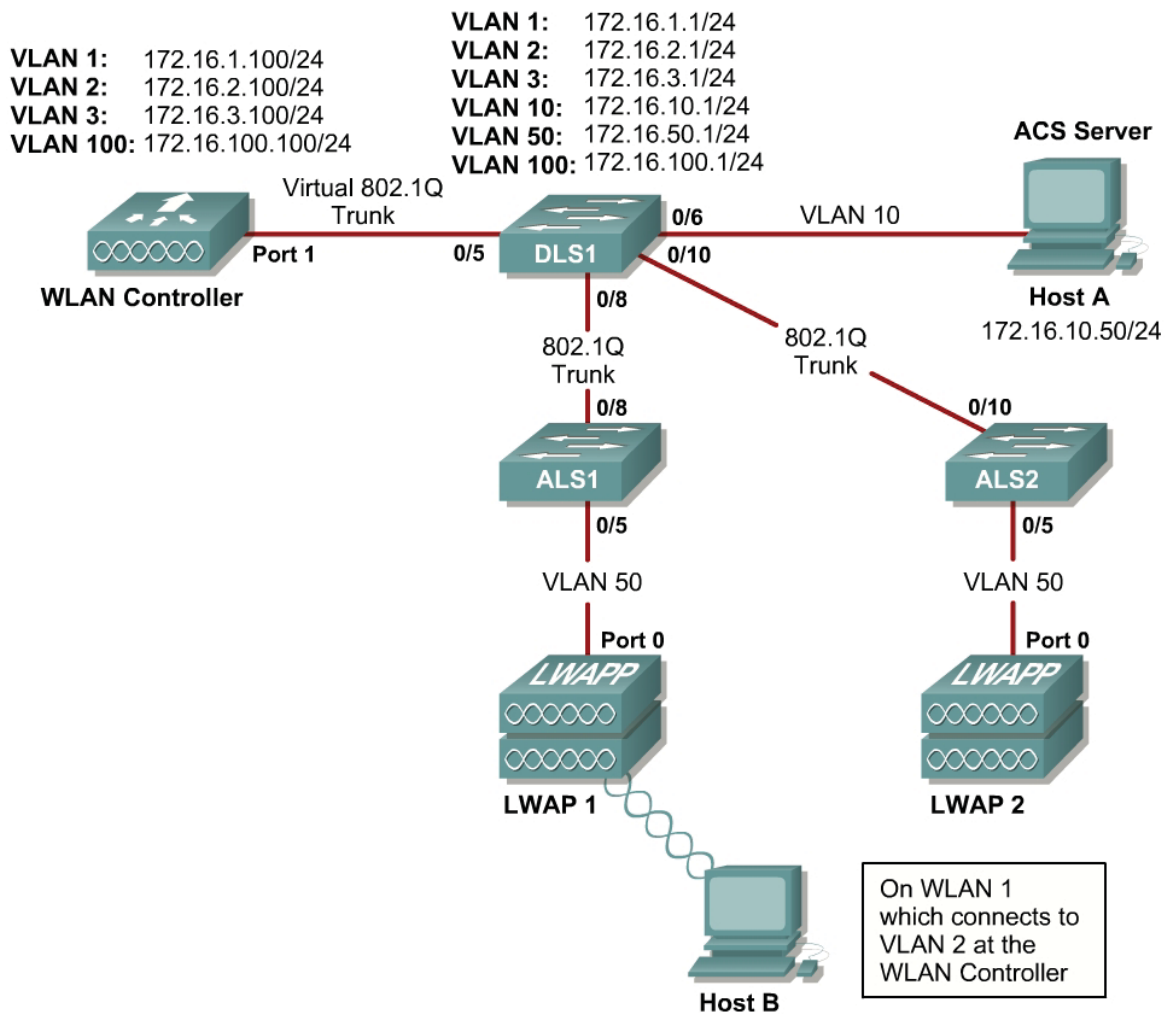 VLAN 1: 172.16.1.100/24
VLAN 2: 172.16.2.100/24
VLAN 3: 172.16.3.100/24
VLAN 100: 172.16.100.100/24
VLAN 1: 172.16.1.1/24
VLAN 2: 172.16.2.1/24
VLAN 3: 172.16.3.1/24
VLAN 10: 172.16.10.1/24
VLAN 50: 172.16.50.1/24
VLAN 100: 172.16.100.1/24
ACS Server
Virtual 802.1Q
Trunk
Port 1
0/5
DLS1
0/6
0/10
VLAN 10
WLAN Controller
Host A
172.16.10.50/24
0/8
802.1Q
Trunk
0/8
802.1Q
Trunk
0/10
ALS1
ALS2
0/5
0/5
VLAN 50
VLAN 50
Port 0
Port 0
LWAPP
LWAPP
LWAP 1
LWAP 2
On WLAN 1
which connects to
VLAN 2 at the
WLAN Controller
Host B